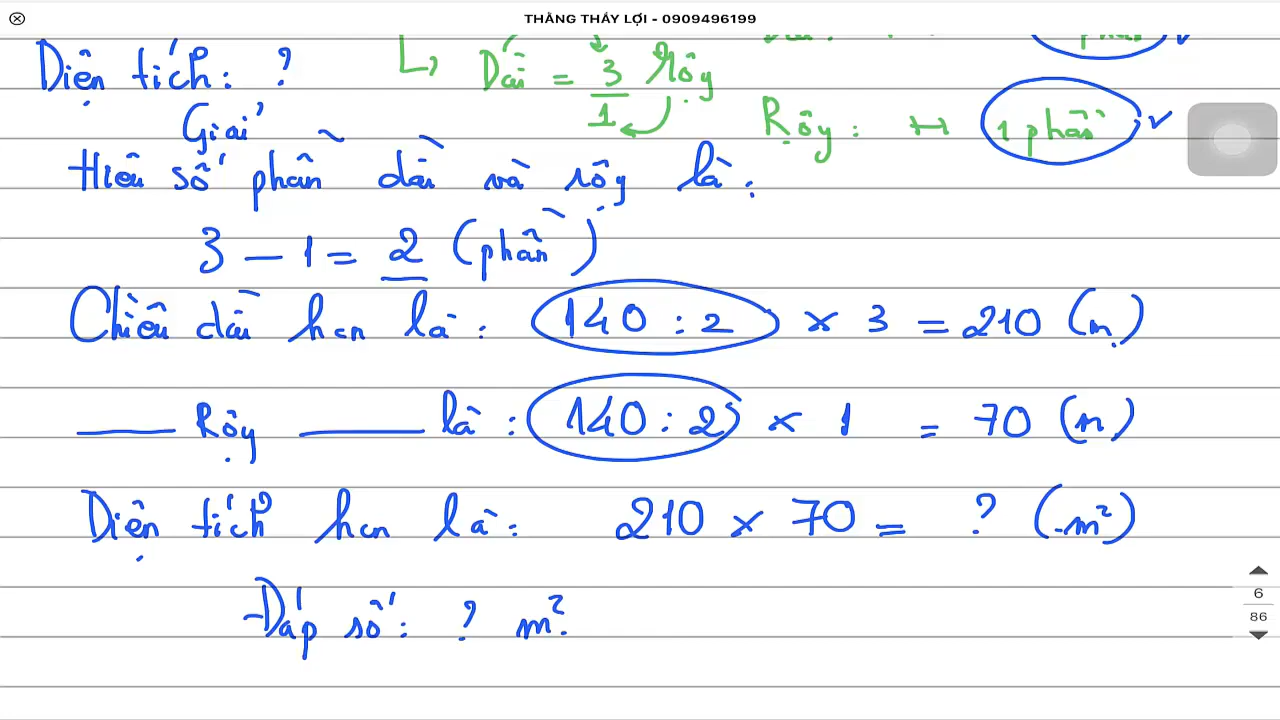 THẲNG THẦY LỢI - 0909496199
Diện tích: ?
Dài = 3/1 Rộng
Rộng: 1 phần
Giải
Hiệu số phần dài và rộng là:
3 - 1 = 2 (phần)
Chiều dài hcn là: 140 : 2 × 3 = 210 (m)
Rộng là: 140 : 2 × 1 = 70 (m)
Diện tích hcn là: 210 × 70 = ? (m²)
Đáp số: ? m².
6
86